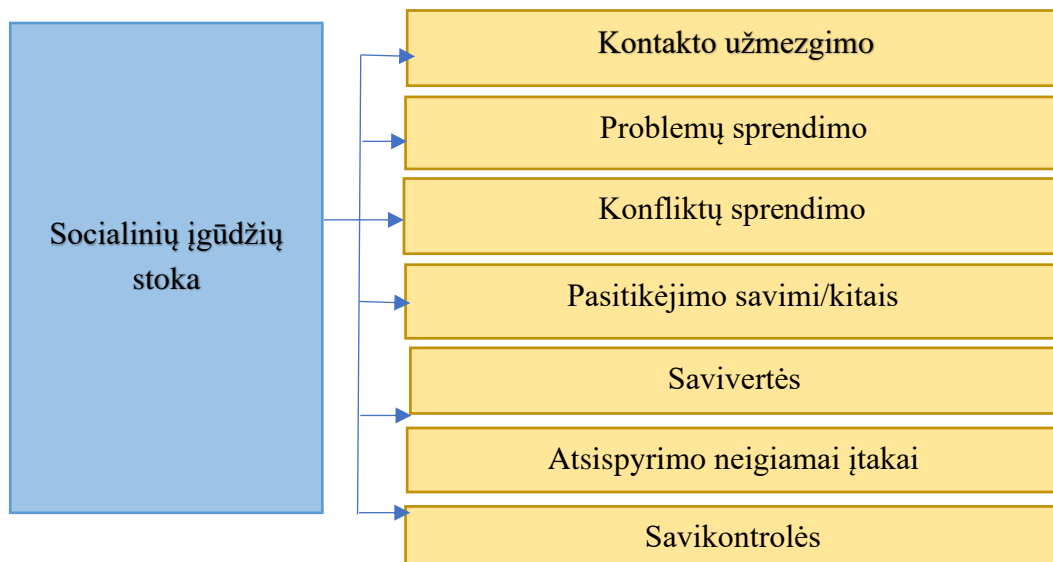 Socialinių įgūdžių
stoka
Kontakto užmezgimo
Problemų sprendimo
Konfliktų sprendimo
Pasitikėjimo savimi/kitais
Savivertės
Atsispyrimo neigiamai įtakai
Savikontrolės